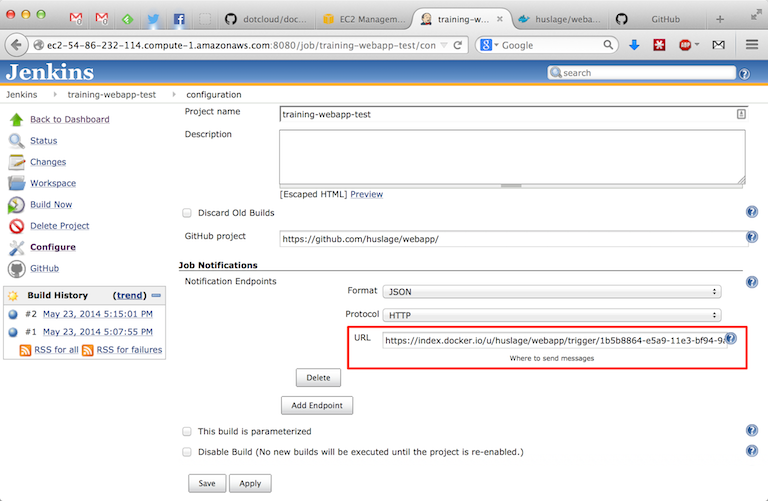 dotcloud/doc...
EC2 Managem...
training-w...
huslage/weba...
GitHub
ec2-54-86-232-114.compute-1.amazonaws.com:8080/job/training-webapp-test/con
Google
ABP
Jenkins
search
Jenkins training-webapp-test configuration
Back to Dashboard
Status
Changes
Workspace
Build Now
Delete Project
Configure
GitHub
Build History (trend)
#2 May 23, 2014 5:15:01 PM
#1 May 23, 2014 5:07:55 PM
RSS for all RSS for failures
Project name training-webapp-test
Description
[Escaped HTML] Preview
Discard Old Builds
GitHub project https://github.com/huslage/webapp/
Job Notifications
Notification Endpoints
Format JSON
Protocol HTTP
URL https://index.docker.io/u/huslage/webapp/trigger/1b5b8864-e5a9-11e3-bf94-9a
Where to send messages
Delete
Add Endpoint
This build is parameterized
Disable Build (No new builds will be executed until the project is re-enabled.)
Save Apply